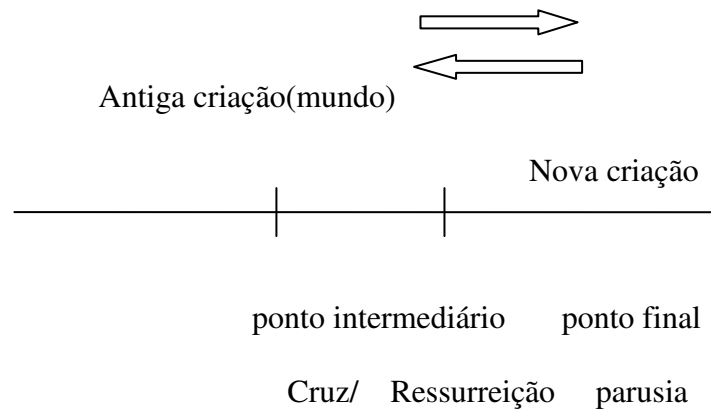 Antiga criação(mundo)
Nova criação
ponto intermediário ponto final
Cruz/ Ressurreição parusia